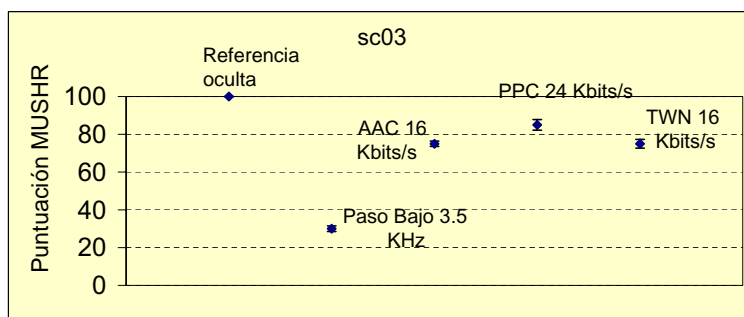 sc03
Referencia
oculta
PPC 24 Kbits/s
AAC 16
Kbits/s
TWN 16
Kbits/s
Paso Bajo 3.5
KHz
Puntuación MUSHR
100
80
60
40
20
0